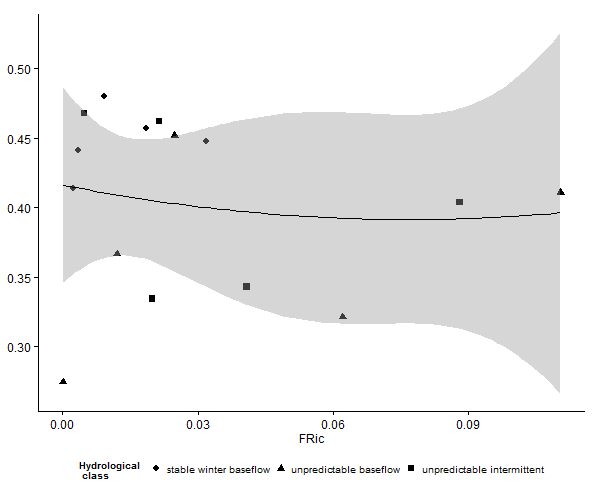 0.50
0.45
0.40
0.35
0.30
0.00 0.03 0.06 0.09
FRic
Hydrological
class
stable winter baseflow unpredictable baseflow unpredictable intermittent